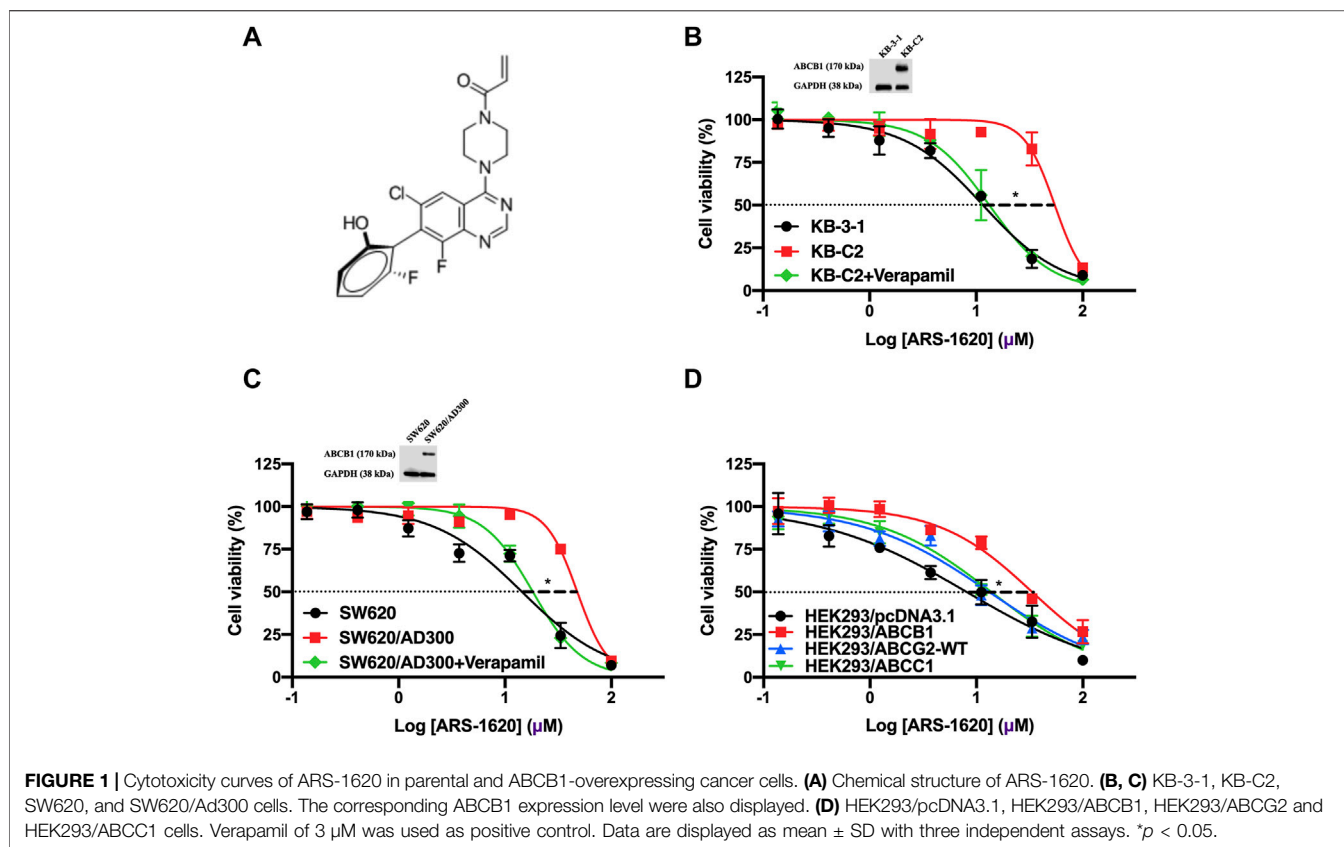 A
O
N
N
Cl
N
N
HO
F
F
B
KB-3-1
KB-C2
ABCB1 (170 kDa)
GAPDH (38 kDa)
125
100
75
50
25
0
Cell viability (%)
*
KB-3-1
KB-C2
KB-C2+Verapamil
-1
0
1
2
Log [ARS-1620] (µM)
C
SW620
SW620/AD300
ABCB1 (170 kDa)
GAPDH (38 kDa)
125
100
75
50
25
0
Cell viability (%)
*
SW620
SW620/AD300
SW620/AD300+Verapamil
-1
0
1
2
Log [ARS-1620] (µM)
D
125
100
75
50
25
0
Cell viability (%)
*
HEK293/pcDNA3.1
HEK293/ABCB1
HEK293/ABCG2-WT
HEK293/ABCC1
-1
0
1
2
Log [ARS-1620] (µM)
FIGURE 1 | Cytotoxicity curves of ARS-1620 in parental and ABCB1-overexpressing cancer cells. (A) Chemical structure of ARS-1620. (B, C) KB-3-1, KB-C2,
SW620, and SW620/Ad300 cells. The corresponding ABCB1 expression level were also displayed. (D) HEK293/pcDNA3.1, HEK293/ABCB1, HEK293/ABCG2 and
HEK293/ABCC1 cells. Verapamil of 3 µM was used as positive control. Data are displayed as mean ± SD with three independent assays. *p < 0.05.